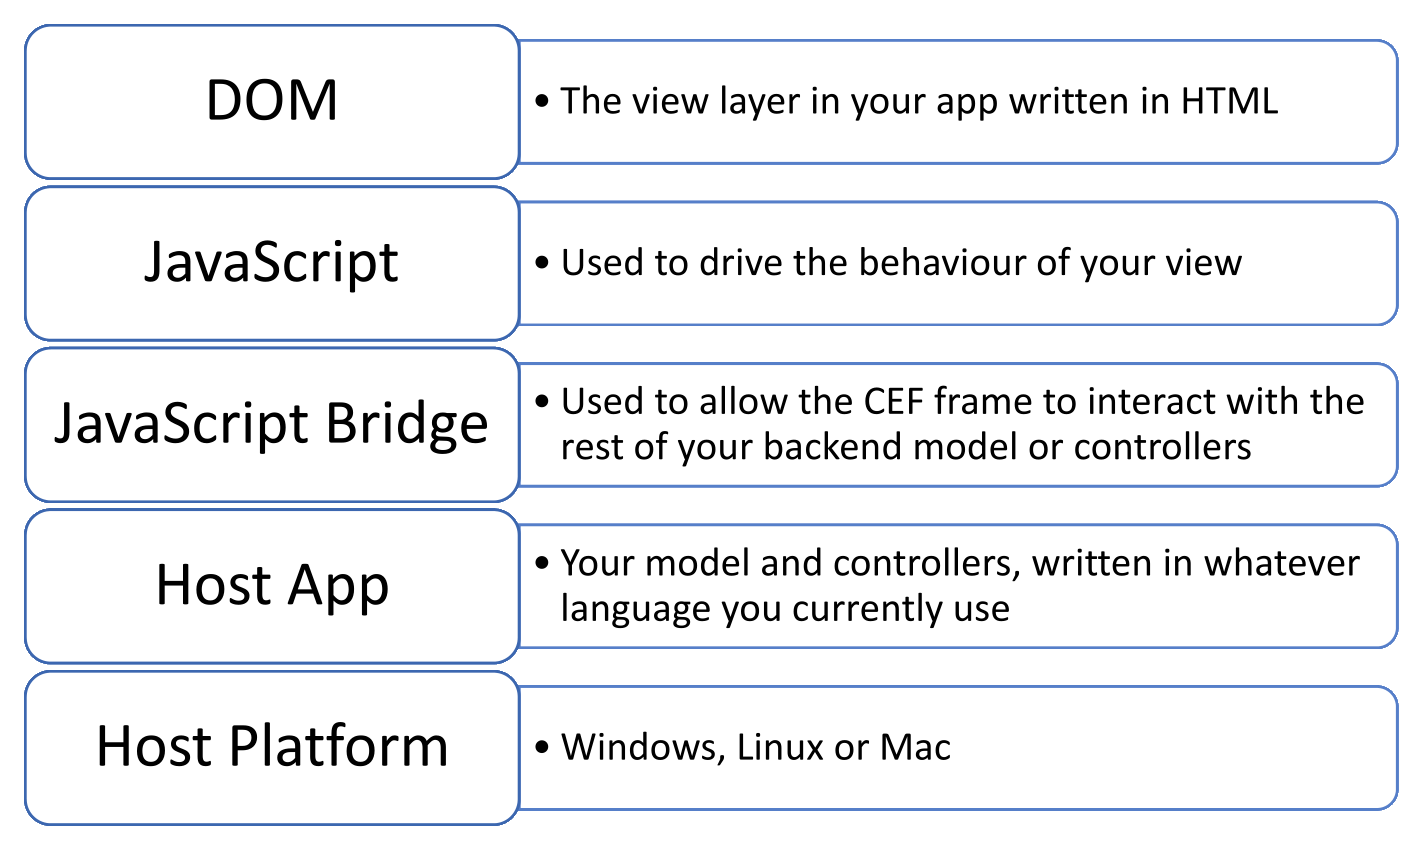 DOM
• The view layer in your app written in HTML
JavaScript
• Used to drive the behaviour of your view
JavaScript Bridge
• Used to allow the CEF frame to interact with the
rest of your backend model or controllers
Host App
• Your model and controllers, written in whatever
language you currently use
Host Platform
• Windows, Linux or Mac